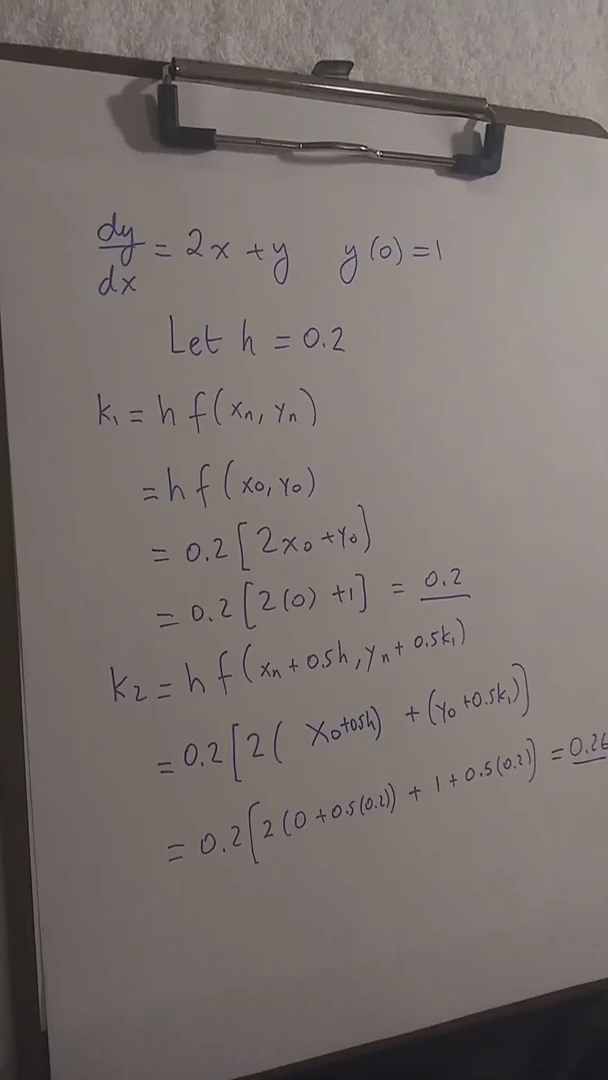 dy/dx = 2x + y y(0) = 1
Let h = 0.2
k₁ = h f(xn, yn)
= h f(x₀, y₀)
= 0.2[2x₀ + y₀]
= 0.2[2(0) + 1] = 0.2
k₂ = h f(xn + 0.5h, yn + 0.5k₁)
= 0.2[2(x₀+0.5h) + (y₀ + 0.5k₁)]
= 0.2[2(0 + 0.5(0.2)) + 1 + 0.5(0.2)] = 0.26